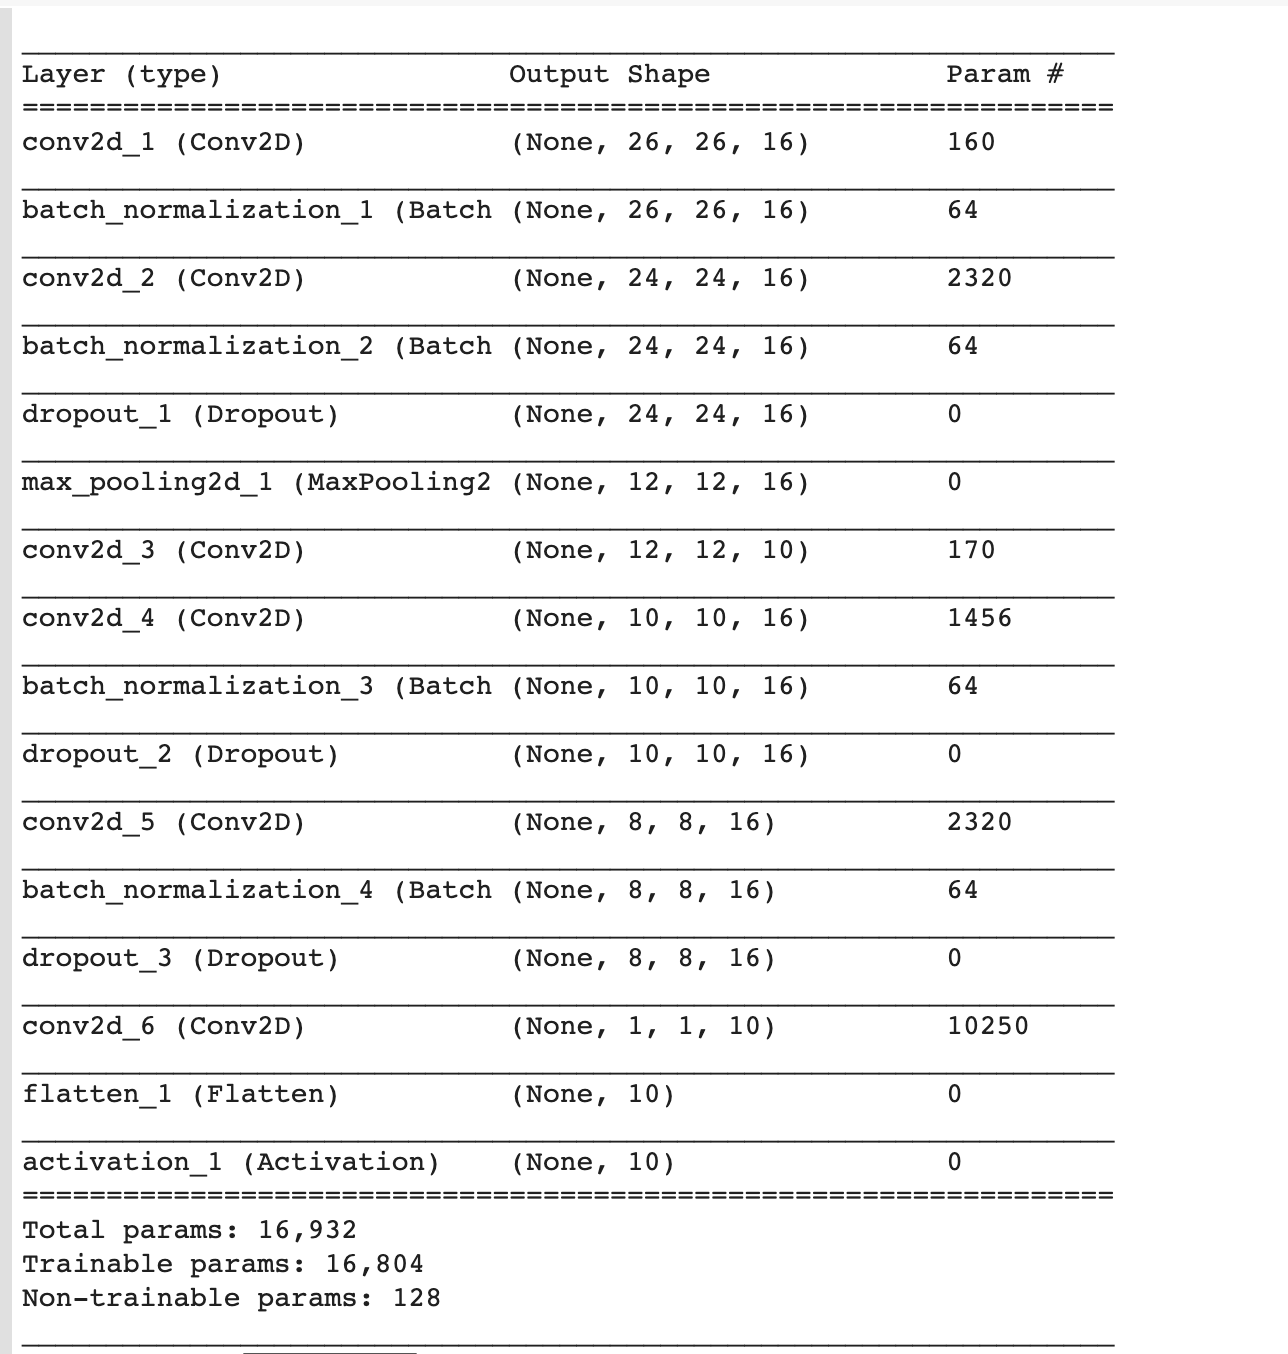 Layer (type) Output Shape Param #
=================================================================
conv2d_1 (Conv2D) (None, 26, 26, 16) 160
batch_normalization_1 (Batch (None, 26, 26, 16) 64
conv2d_2 (Conv2D) (None, 24, 24, 16) 2320
batch_normalization_2 (Batch (None, 24, 24, 16) 64
dropout_1 (Dropout) (None, 24, 24, 16) 0
max_pooling2d_1 (MaxPooling2 (None, 12, 12, 16) 0
conv2d_3 (Conv2D) (None, 12, 12, 10) 170
conv2d_4 (Conv2D) (None, 10, 10, 16) 1456
batch_normalization_3 (Batch (None, 10, 10, 16) 64
dropout_2 (Dropout) (None, 10, 10, 16) 0
conv2d_5 (Conv2D) (None, 8, 8, 16) 2320
batch_normalization_4 (Batch (None, 8, 8, 16) 64
dropout_3 (Dropout) (None, 8, 8, 16) 0
conv2d_6 (Conv2D) (None, 1, 1, 10) 10250
flatten_1 (Flatten) (None, 10) 0
activation_1 (Activation) (None, 10) 0
=================================================================
Total params: 16,932
Trainable params: 16,804
Non-trainable params: 128